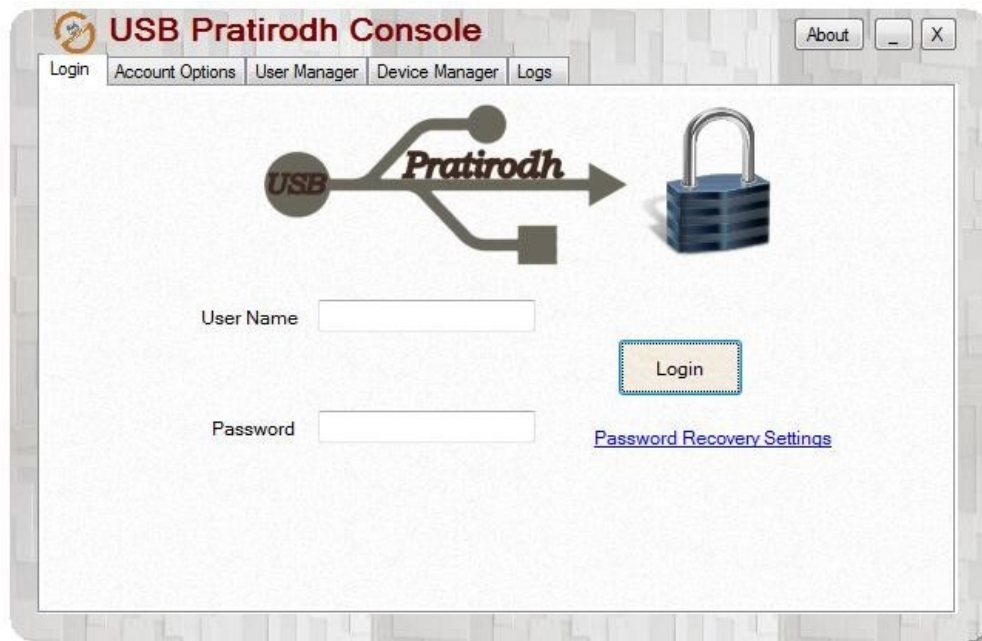 USB Pratirodh Console
About _ X
Login Account Options User Manager Device Manager Logs
USB Pratirodh
User Name
Login
Password
Password Recovery Settings